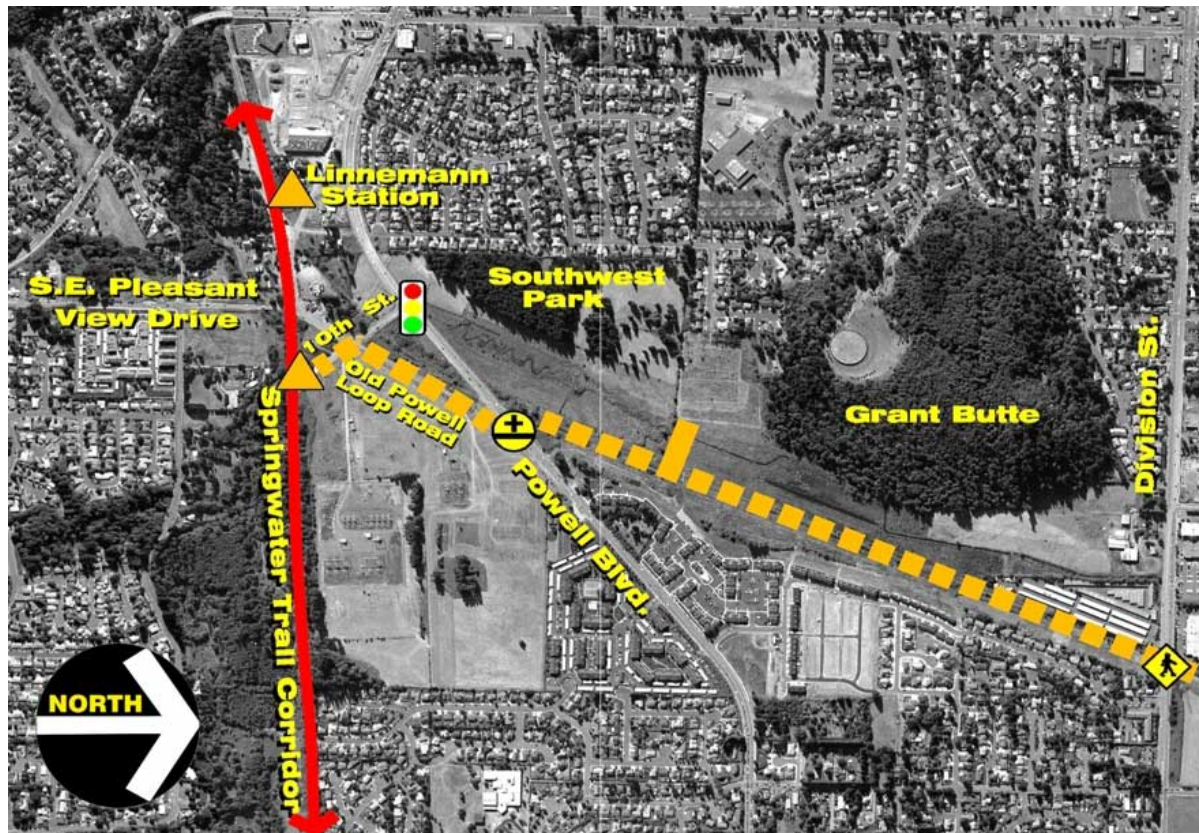 Linnemann
Station
S.E. Pleasant
View Drive
Southwest
Park
10th St.
Old Powell
Loop Road
Grant Butte
Division St.
Powell Blvd.
Springwater Trail Corridor
NORTH